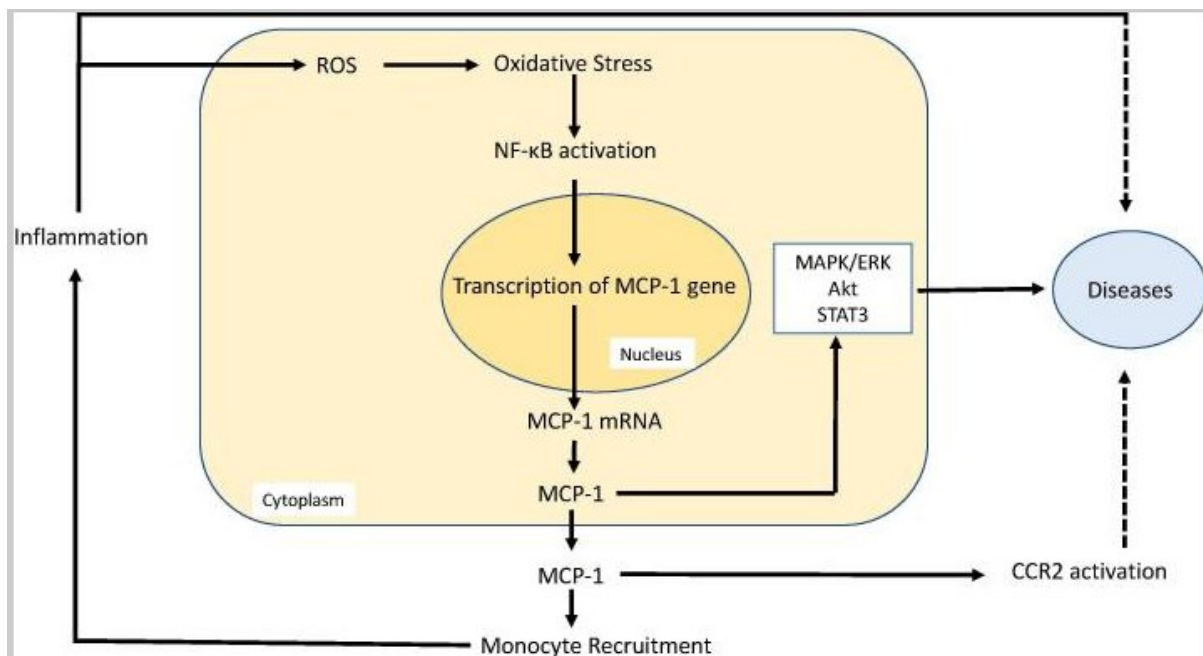 ROS
Oxidative Stress
NF-κB activation
Inflammation
Transcription of MCP-1 gene
MAPK/ERK
Akt
STAT3
Diseases
Nucleus
MCP-1 mRNA
Cytoplasm
MCP-1
MCP-1
CCR2 activation
Monocyte Recruitment